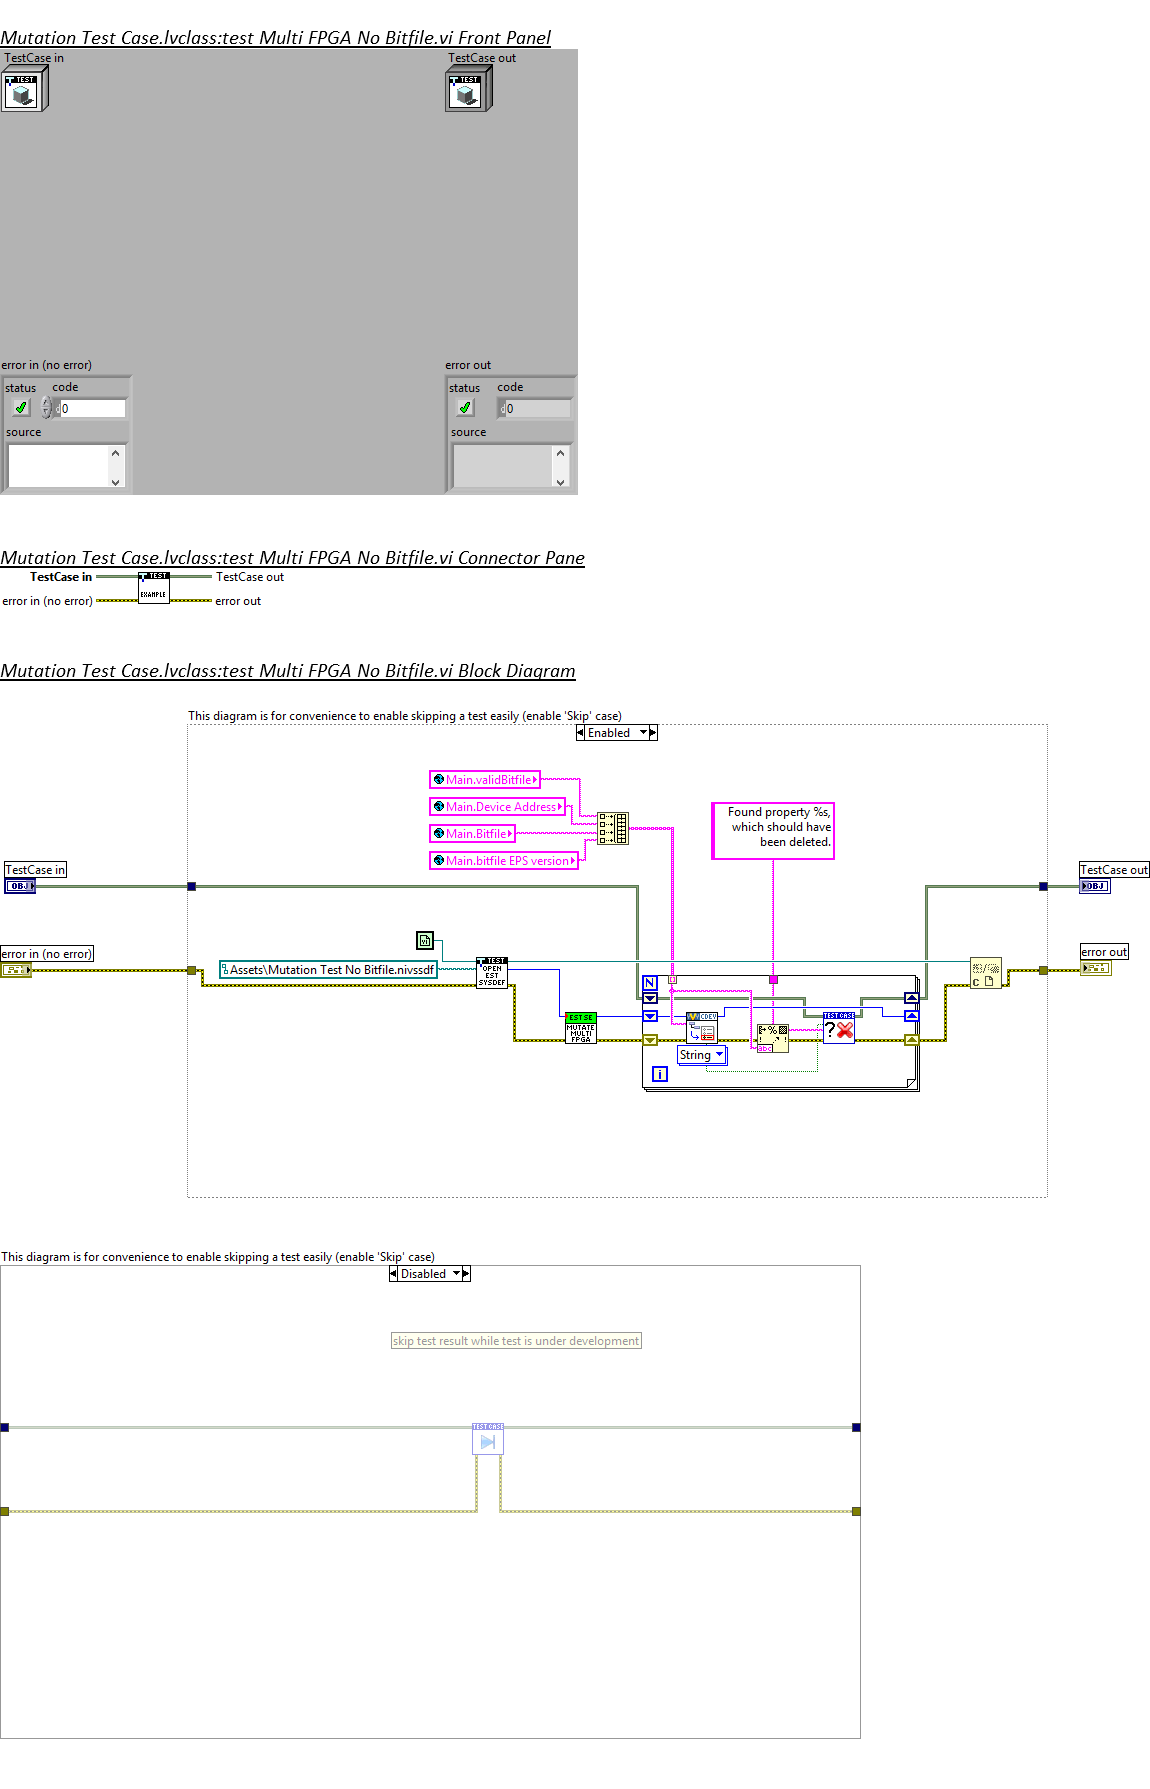 Mutation Test Case.lvclass:test Multi FPGA No Bitfile.vi Front Panel
TestCase in
TestCase out
TEST
TEST
error in (no error)
error out
status
code
status
code
d0
d0
source
source
Mutation Test Case.lvclass:test Multi FPGA No Bitfile.vi Connector Pane
TestCase in
TEST
TestCase out
error in (no error)
EXAMPLE
error out
Mutation Test Case.lvclass:test Multi FPGA No Bitfile.vi Block Diagram
This diagram is for convenience to enable skipping a test easily (enable 'Skip' case)
Enabled
Main.validBitfile
Main.Device Address
Main.Bitfile
Main.bitfile EPS version
Found property %s,
which should have
been deleted.
TestCase in
OBJ
TestCase out
OBJ
error in (no error)
error out
vi
Assets\Mutation Test No Bitfile.nivssdf
TEST
OPEN
EST
SYSDEF
C
N
EST SE
MUTATE
MULTI
FPGA
CDEV
%
abc
TEST CASE
?
String
i
This diagram is for convenience to enable skipping a test easily (enable 'Skip' case)
Disabled
skip test result while test is under development
TEST CASE